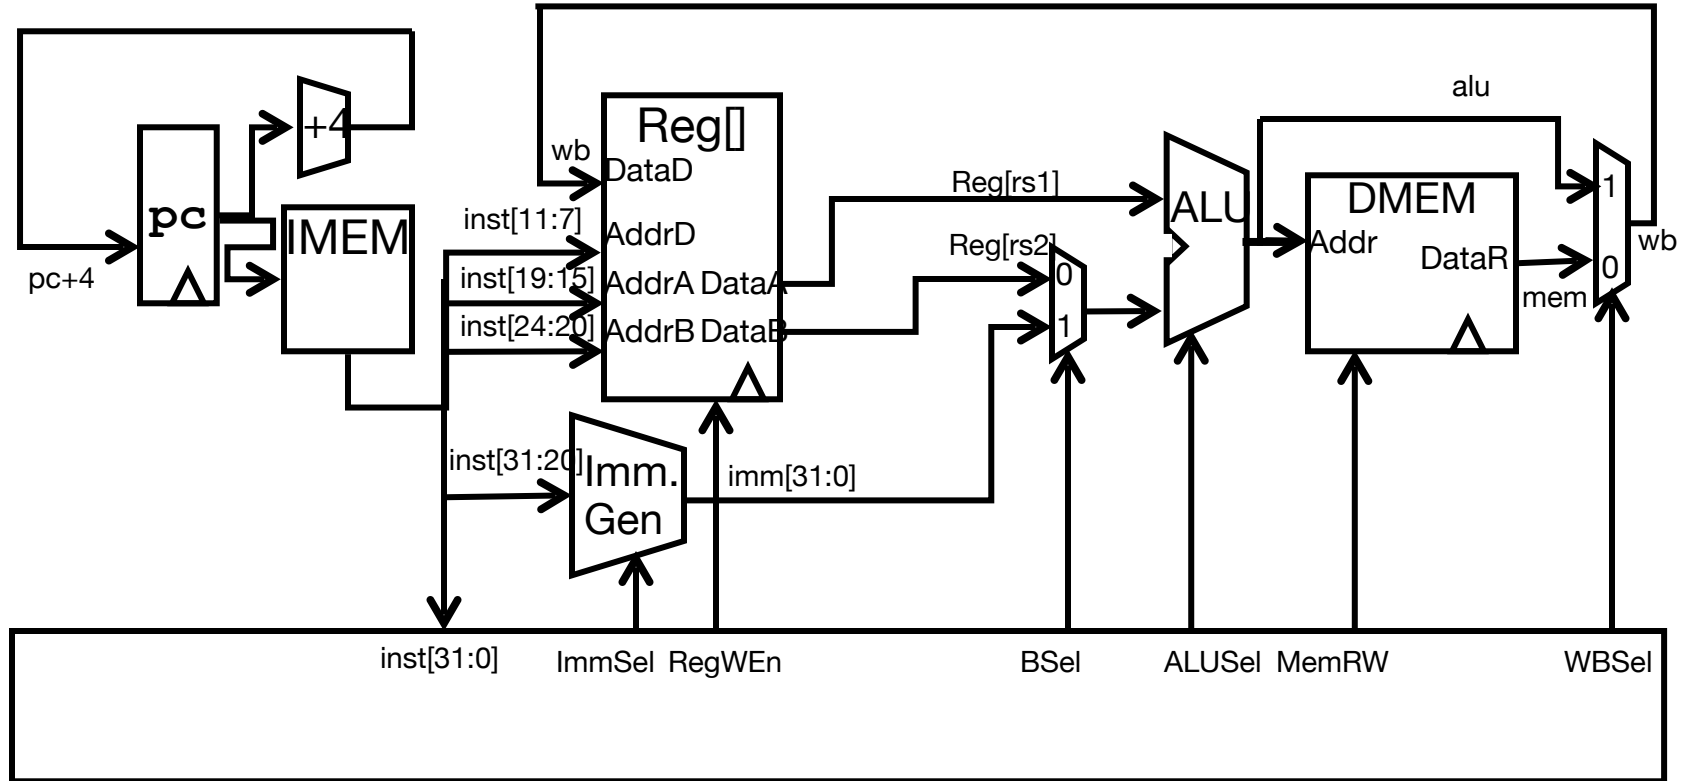 alu
+4
Reg[]
wb
DataD
pc
IMEM
inst[11:7]
AddrD
Reg[rs1]
ALU
DMEM
1
pc+4
inst[19:15]
AddrA
DataA
Reg[rs2]
0
Addr
DataR
0
wb
mem
inst[24:20]
AddrB
DataB
1
inst[31:20]
Imm.
Gen
imm[31:0]
inst[31:0]
ImmSel
RegWEn
BSel
ALUSel
MemRW
WBSel